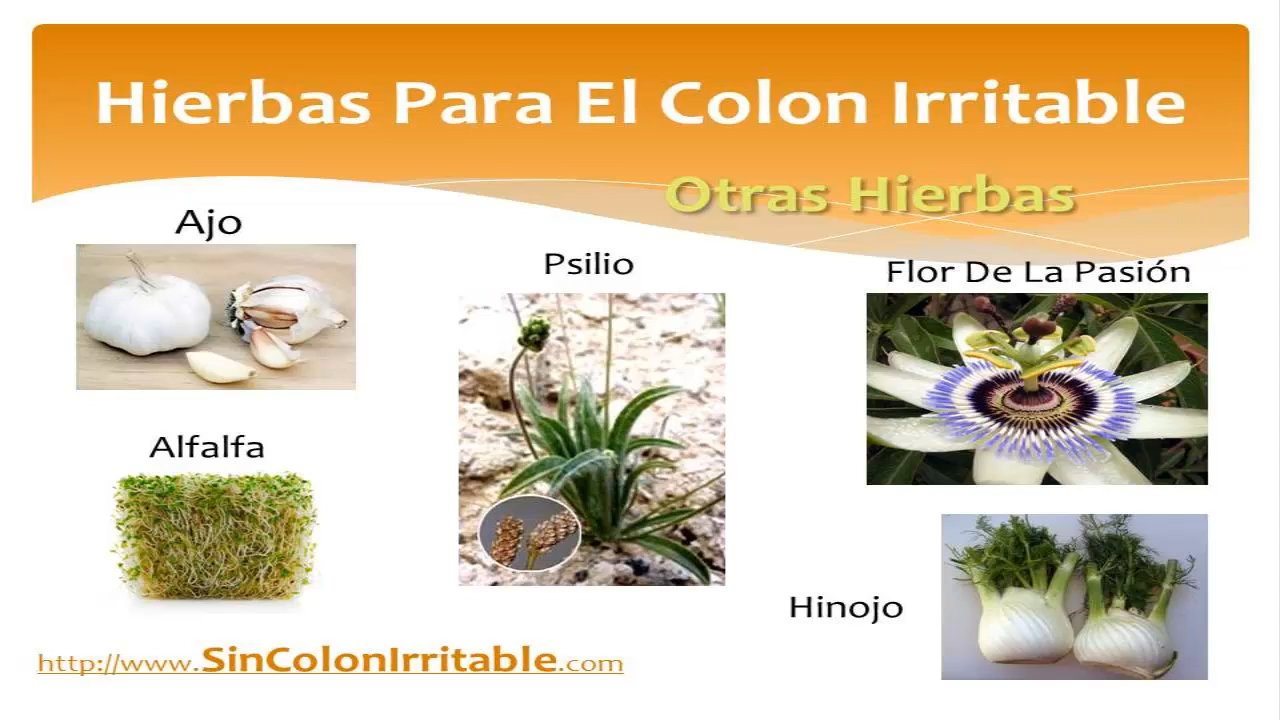 Hierbas Para El Colon Irritable
Otras Hierbas
Ajo
Psilio
Flor De La Pasión
Alfalfa
Hinojo
http://www.SinColonIrritable.com